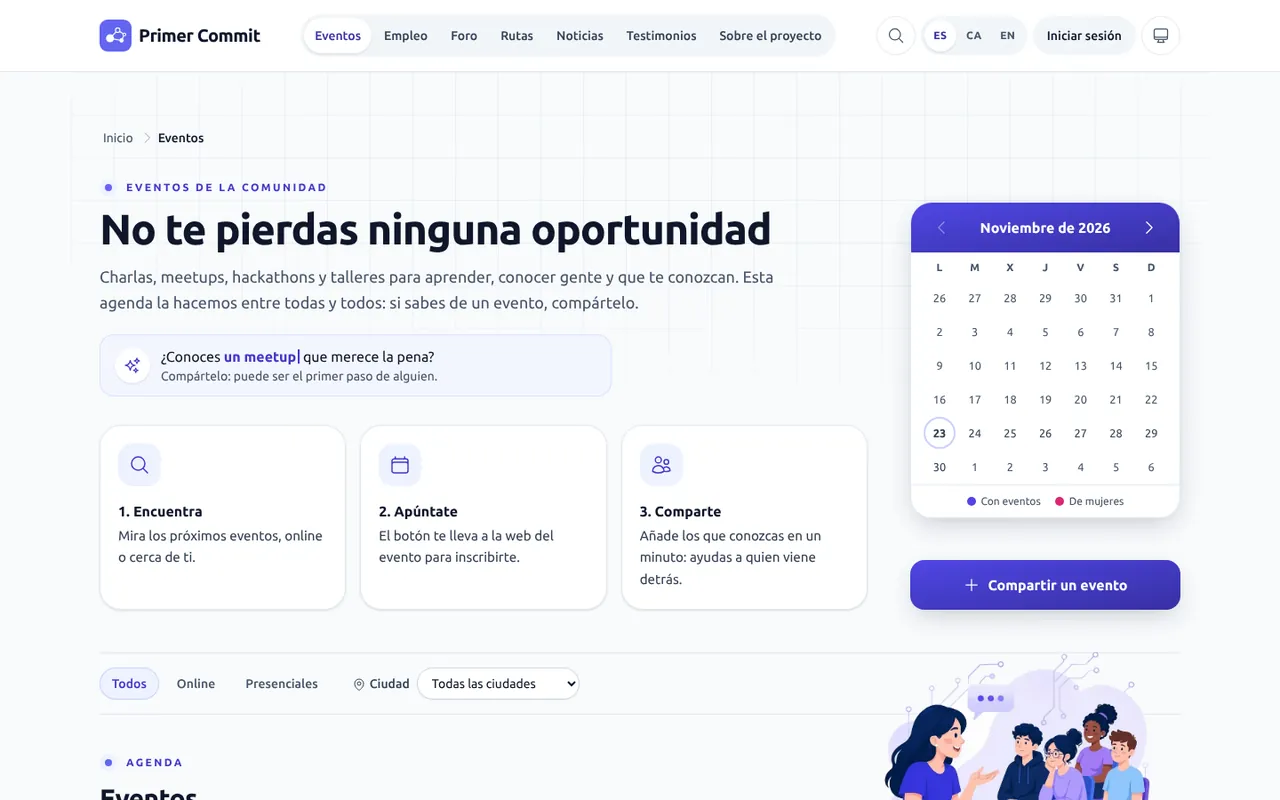 Primer Commit
Eventos Empleo Foro Rutas Noticias Testimonios Sobre el proyecto
ES CA EN Iniciar sesión
Inicio Eventos
EVENTOS DE LA COMUNIDAD
No te pierdas ninguna oportunidad
Charlas, meetups, hackathons y talleres para aprender, conocer gente y que te conozcan. Esta
agenda la hacemos entre todas y todos: si sabes de un evento, compártelo.
¿Conoces un meetup| que merece la pena?
Compártelo: puede ser el primer paso de alguien.
1. Encuentra
Mira los próximos eventos, online
o cerca de ti.
2. Apúntate
El botón te lleva a la web del
evento para inscribirte.
3. Comparte
Añade los que conozcas en un
minuto: ayudas a quien viene
detrás.
Noviembre de 2026
L M X J V S D
26 27 28 29 30 31 1
2 3 4 5 6 7 8
9 10 11 12 13 14 15
16 17 18 19 20 21 22
23 24 25 26 27 28 29
30 1 2 3 4 5 6
Con eventos De mujeres
+ Compartir un evento
Todos Online Presenciales Ciudad Todas las ciudades
AGENDA
Eventos